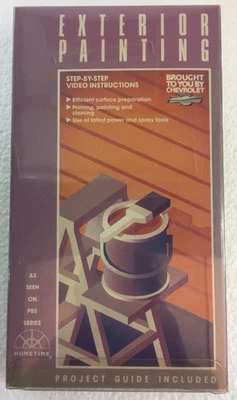 EXTERIOR
PAINTING
STEP-BY-STEP
VIDEO INSTRUCTIONS
Efficient surface preparation
Priming, painting and
staining
Use of latest power and spray tools
BROUGHT
TO YOU BY
CHEVROLET
AS
SEEN
ON
PBS
SERIES
HOMETIME
PROJECT GUIDE INCLUDED